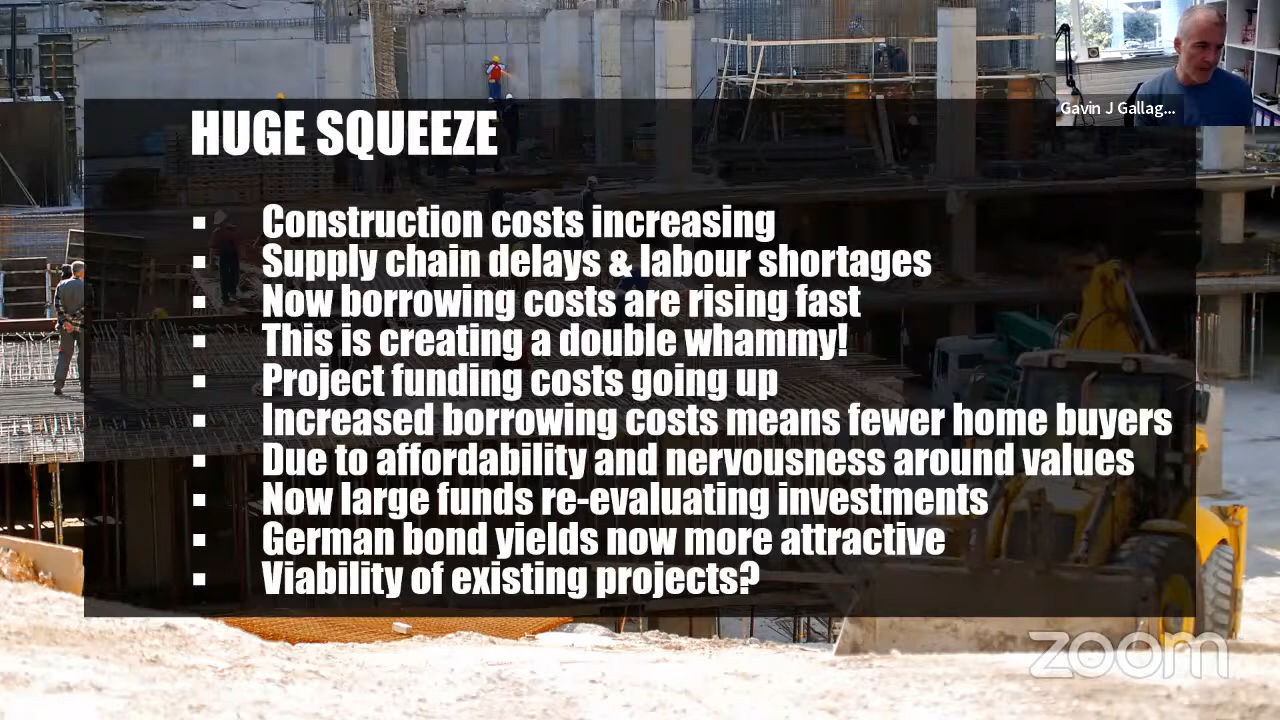 Gavin J Gallag...
HUGE SQUEEZE
▪ Construction costs increasing
▪ Supply chain delays & labour shortages
▪ Now borrowing costs are rising fast
▪ This is creating a double whammy!
▪ Project funding costs going up
▪ Increased borrowing costs means fewer home buyers
▪ Due to affordability and nervousness around values
▪ Now large funds re-evaluating investments
▪ German bond yields now more attractive
▪ Viability of existing projects?
zoom